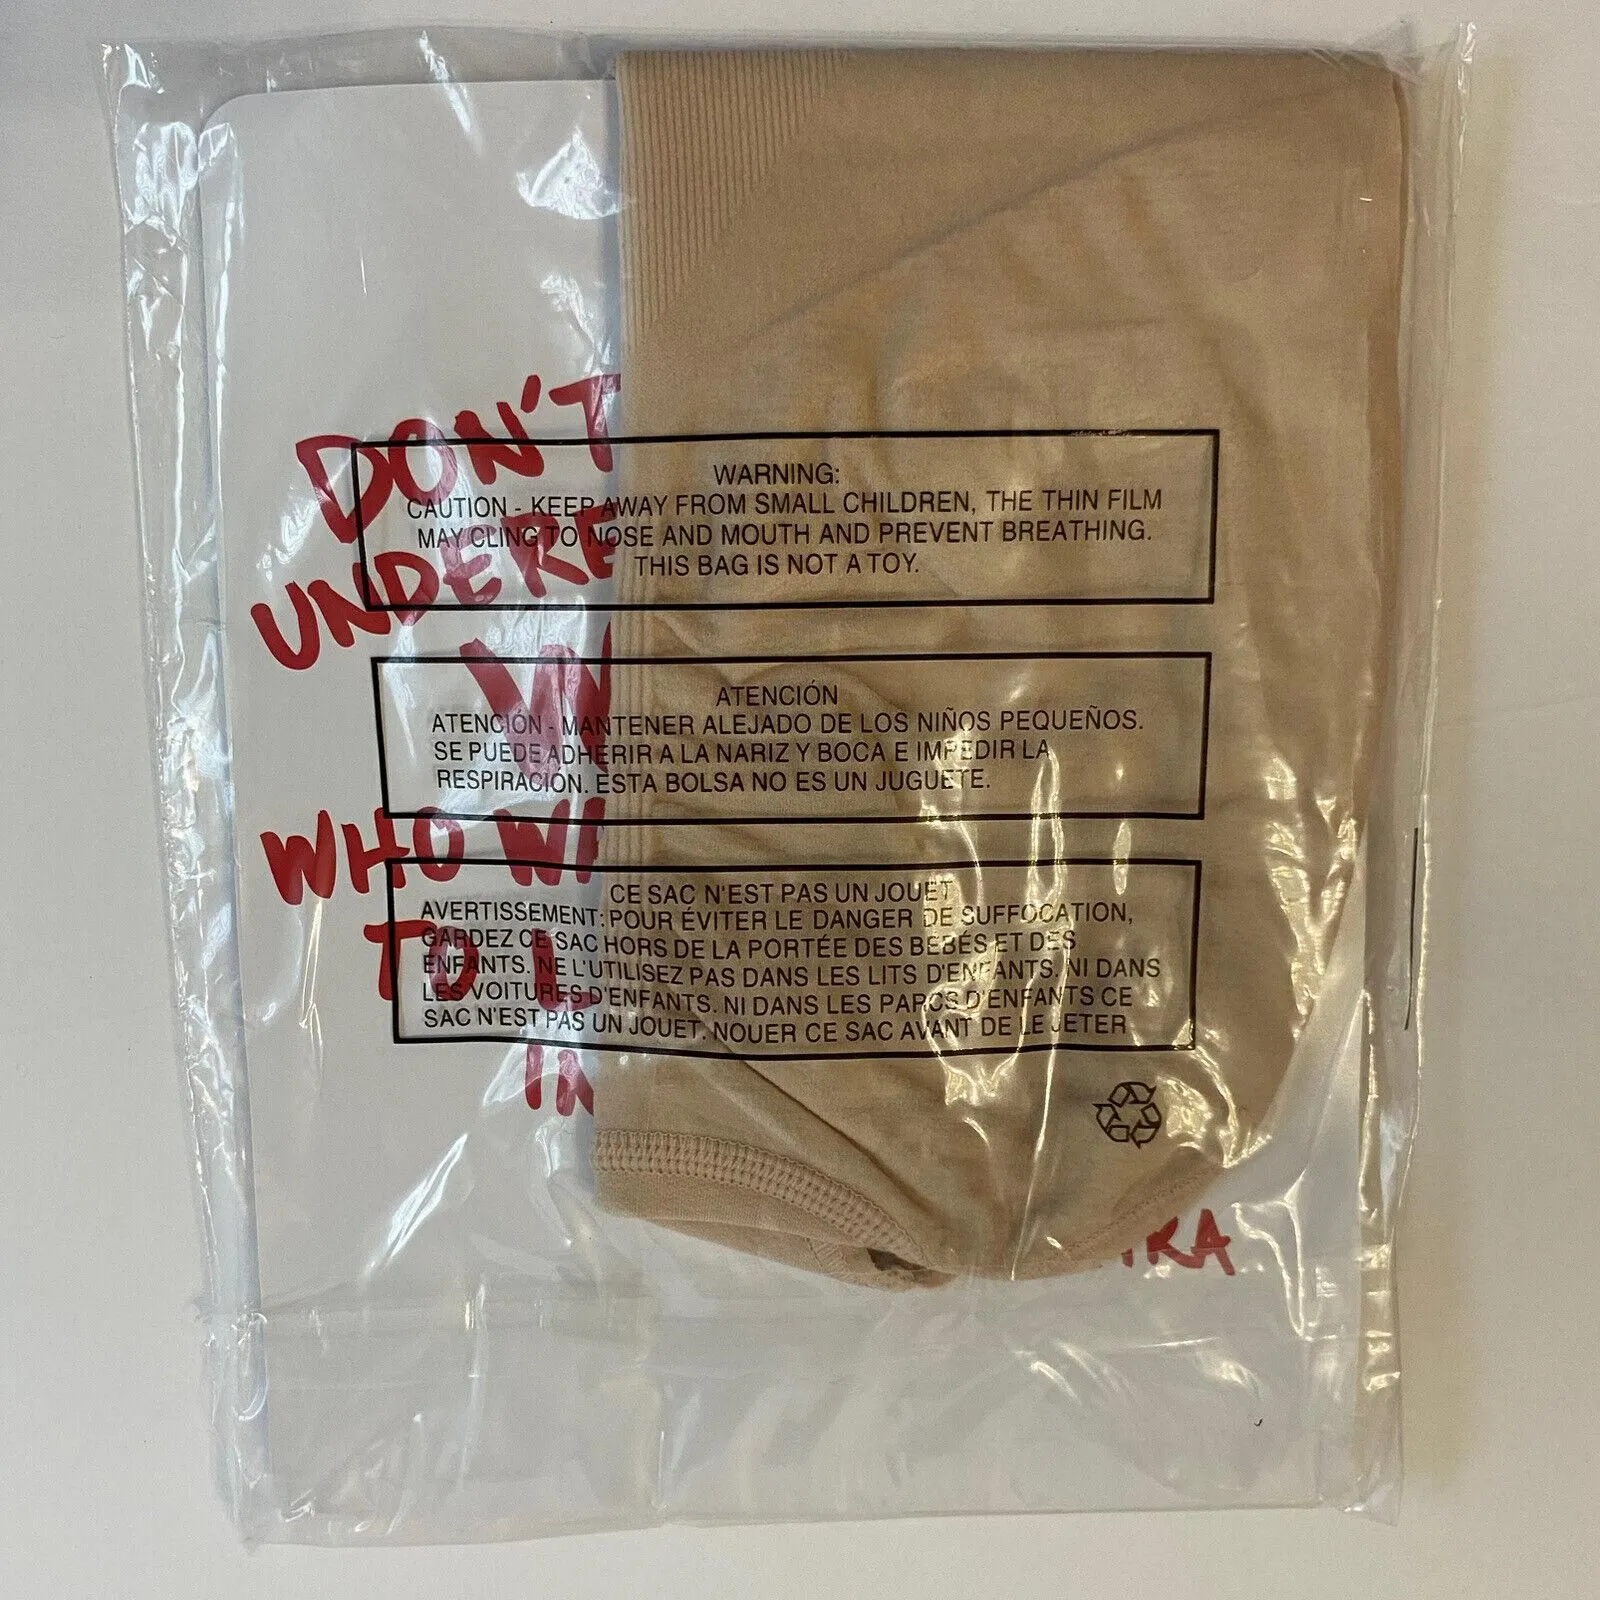 DON'T
WARNING:
CAUTION - KEEP AWAY FROM SMALL CHILDREN, THE THIN FILM
MAY CLING TO NOSE AND MOUTH AND PREVENT BREATHING.
THIS BAG IS NOT A TOY.
ATENCIÓN
ATENCIÓN - MANTENER ALEJADO DE LOS NIÑOS PEQUEÑOS.
SE PUEDE ADHERIR A LA NARIZ Y BOCA E IMPEDIR LA
RESPIRACIÓN. ESTA BOLSA NO ES UN JUGUETE.
WHO
TO
CE SAC N'EST PAS UN JOUET
AVERTISSEMENT: POUR ÉVITER LE DANGER DE SUFFOCATION,
GARDEZ CE SAC HORS DE LA PORTÉE DES BÉBÉS ET DES
ENFANTS. NE L'UTILISEZ PAS DANS LES LITS D'ENFANTS. NI DANS
LES VOITURES D'ENFANTS. NI DANS LES PARCS D'ENFANTS CE
SAC N'EST PAS UN JOUET. NOUER CE SAC AVANT DE LE JETER